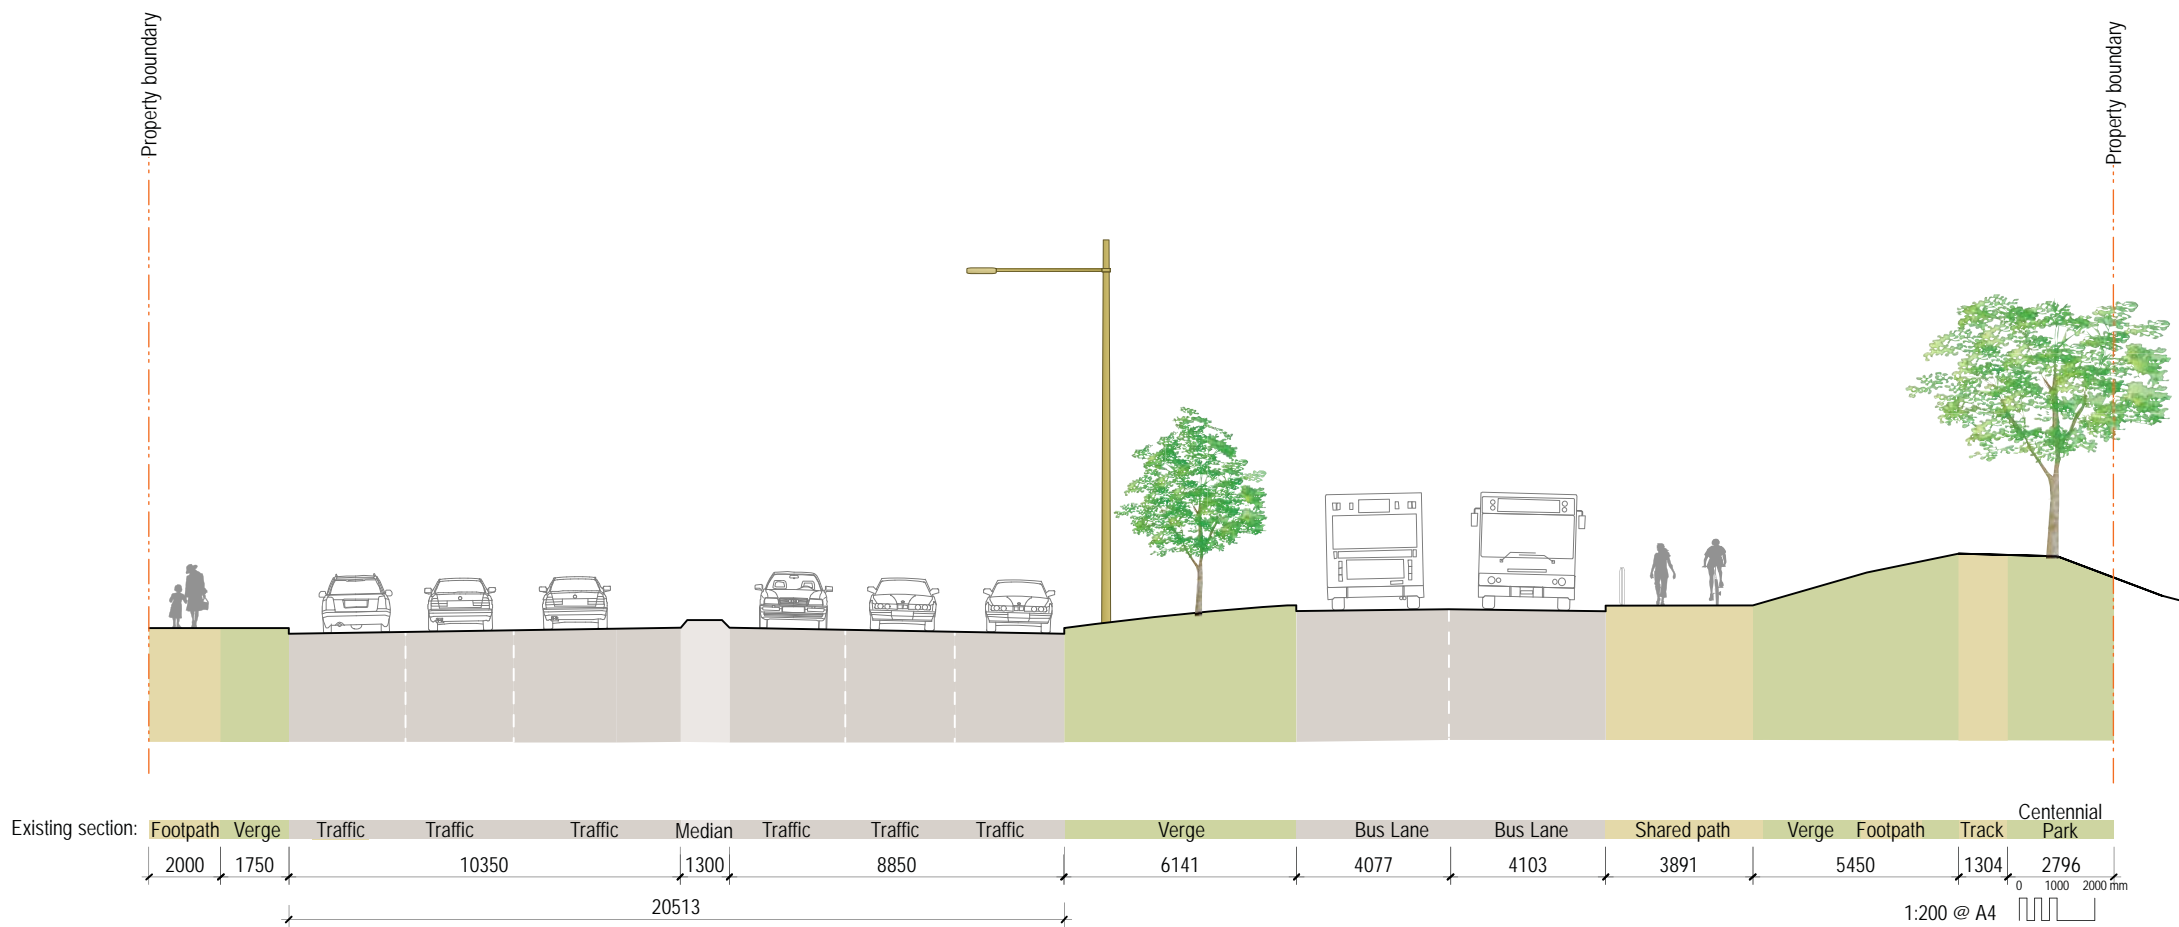 Property boundary
Property boundary
Existing section: Footpath Verge Traffic Traffic Traffic Median Traffic Traffic Traffic Verge Bus Lane Bus Lane Shared path Verge Footpath Track Centennial Park
2000 1750 10350 1300 8850 6141 4077 4103 3891 5450 1304 2796
0 1000 2000 mm
20513
1:200 @ A4